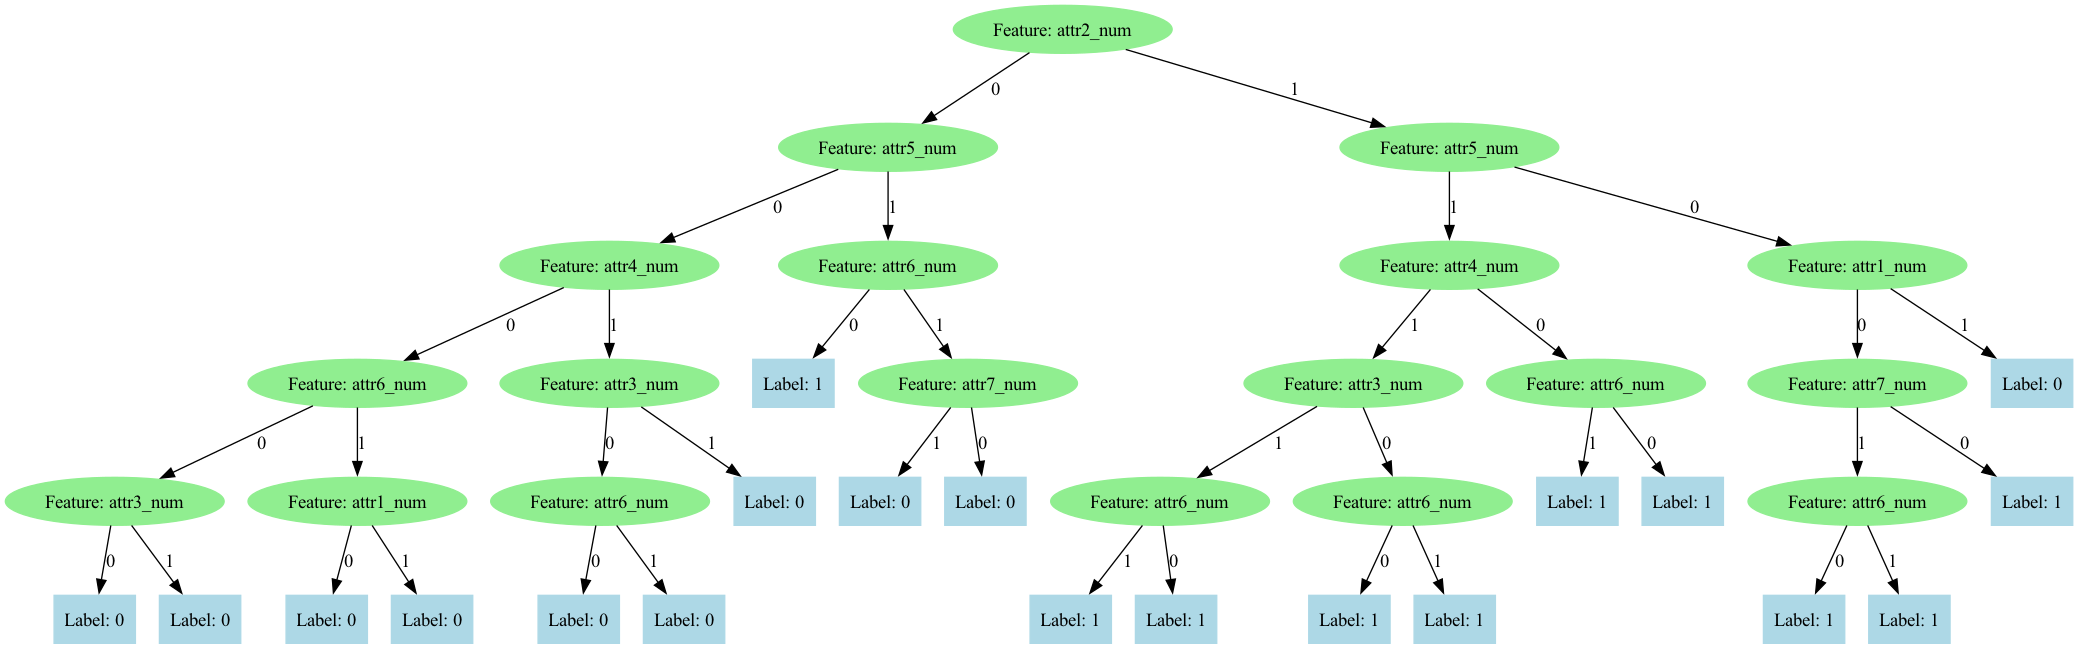 Feature: attr2_num
0
1
Feature: attr5_num
Feature: attr5_num
0
1
1
0
Feature: attr4_num
Feature: attr6_num
Feature: attr4_num
Feature: attr1_num
0
1
0
1
1
0
0
1
Feature: attr6_num
Feature: attr3_num
Label: 1
Feature: attr7_num
Feature: attr3_num
Feature: attr6_num
Feature: attr7_num
Label: 0
0
1
0
1
1
0
1
0
1
0
1
0
Feature: attr3_num
Feature: attr1_num
Feature: attr6_num
Label: 0
Label: 0
Label: 0
Feature: attr6_num
Feature: attr6_num
Label: 1
Label: 1
Feature: attr6_num
Label: 1
0
1
0
1
0
1
1
0
0
1
0
1
Label: 0
Label: 0
Label: 0
Label: 0
Label: 0
Label: 0
Label: 1
Label: 1
Label: 1
Label: 1
Label: 1
Label: 1